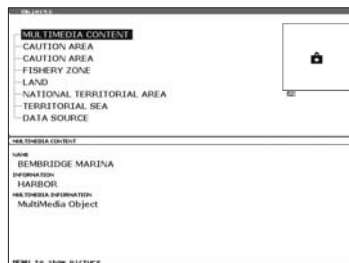 Objects
MULTIMEDIA CONTENT
CAUTION AREA
CAUTION AREA
FISHERY ZONE
LAND
NATIONAL TERRITORIAL AREA
TERRITORIAL SEA
DATA SOURCE
MULTIMEDIA CONTENT
NAME
BEMBRIDGE MARINA
INFORMATION
HARBOR
MULTIMEDIA INFORMATION
MultiMedia Object
MENU to show picture